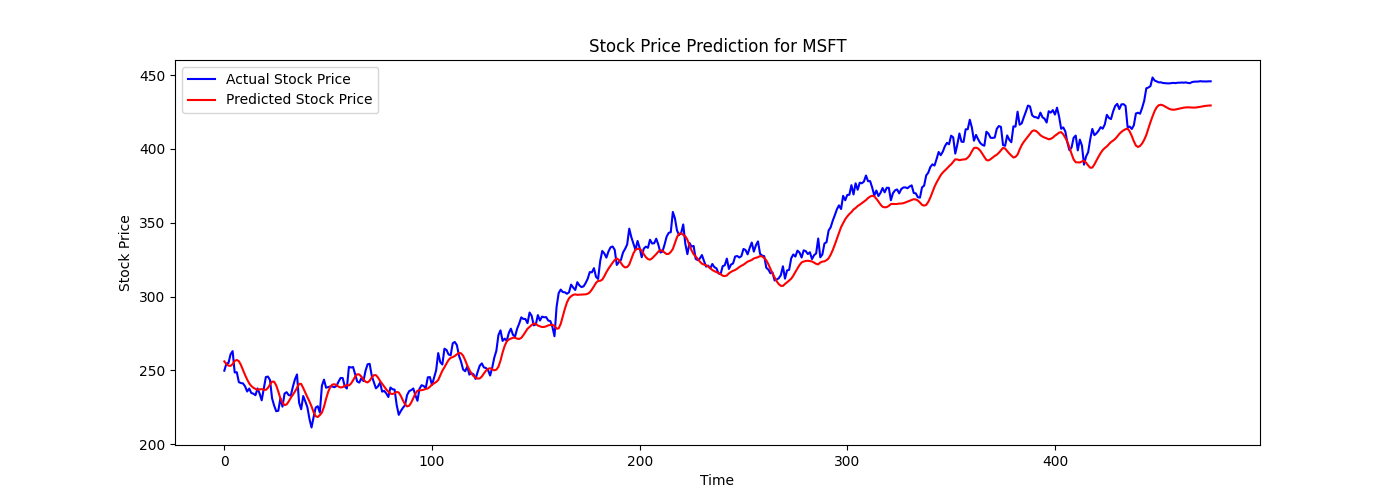 Stock Price Prediction for MSFT
Actual Stock Price
Predicted Stock Price
450
400
350
300
250
200
Stock Price
0 100 200 300 400
Time